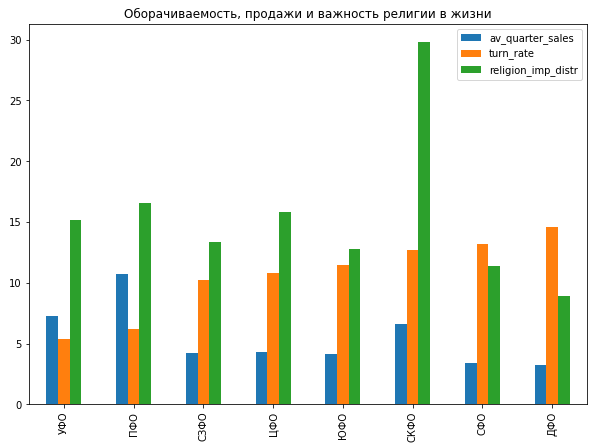 Оборачиваемость, продажи и важность религии в жизни
av_quarter_sales
turn_rate
religion_imp_distr
30
25
20
15
10
5
0
УФО
ПФО
СЗФО
ЦФО
ЮФО
СКФО
СФО
ДФО